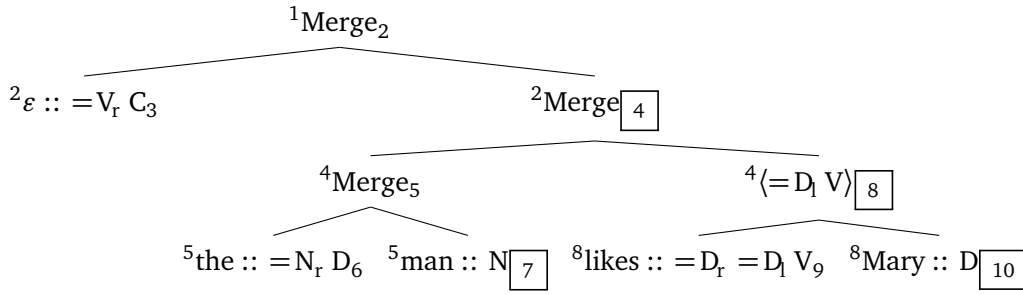 ¹Merge₂
²ε :: =Vᵣ C₃ ²Merge 4
⁴Merge₅ ⁴⟨=Dₗ V⟩ 8
⁵the :: =Nᵣ D₆ ⁵man :: N 7 ⁸likes :: =Dᵣ =Dₗ V₉ ⁸Mary :: D 10